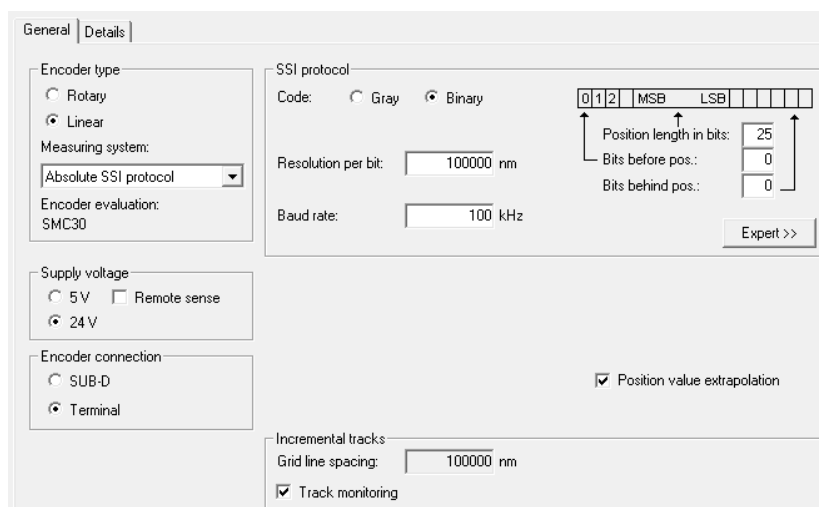 General Details
Encoder type
Rotary
Linear
Measuring system:
Absolute SSI protocol
Encoder evaluation:
SMC30
SSI protocol
Code: Gray Binary
0 1 2 MSB LSB
Position length in bits: 25
Bits before pos.: 0
Bits behind pos.: 0
Resolution per bit: 100000 nm
Baud rate: 100 kHz
Expert >>
Supply voltage
5 V Remote sense
24 V
Encoder connection
SUB-D
Terminal
Position value extrapolation
Incremental tracks
Grid line spacing: 100000 nm
Track monitoring